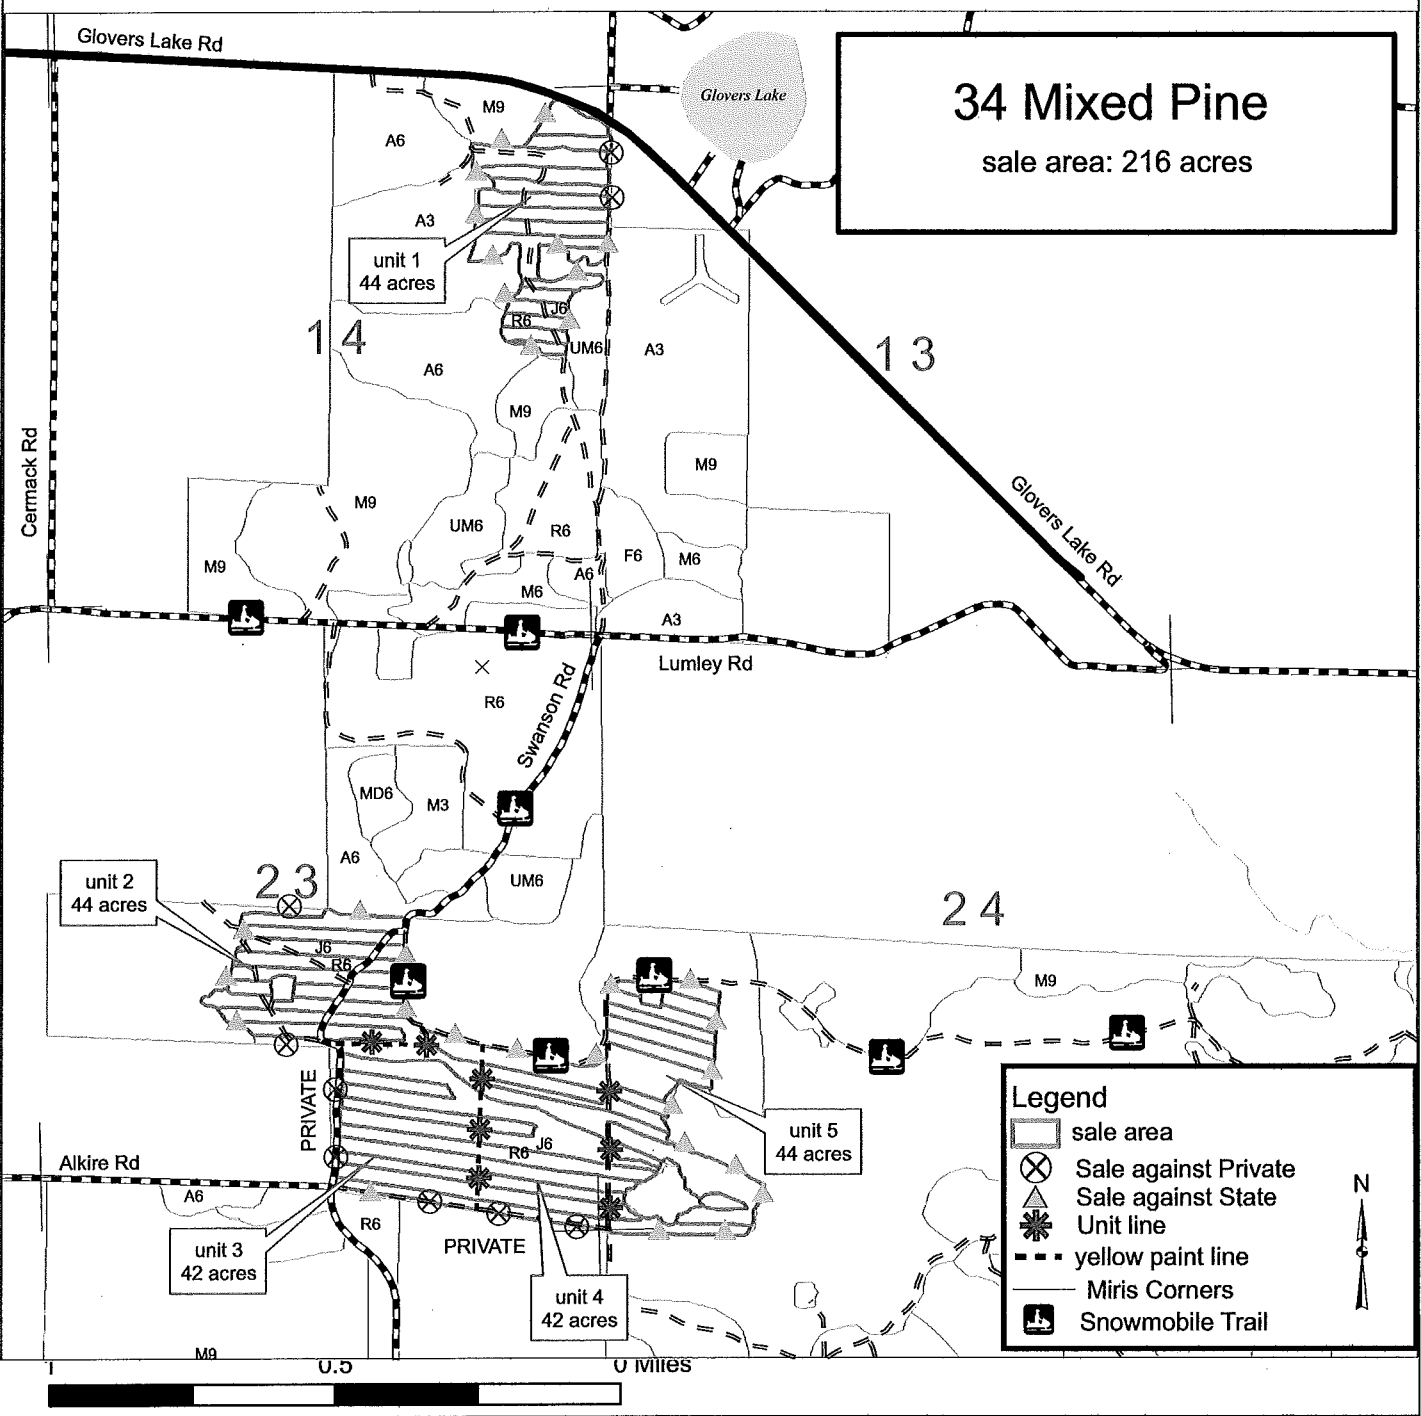 Glovers Lake Rd
Glovers Lake
34 Mixed Pine
sale area: 216 acres
M9
A6
A3
unit 1
44 acres
J6
R6
14
UM6
A3
13
A6
M9
Cermack Rd
M9
M9
Glovers Lake Rd
UM6
R6
F6
M6
M9
A6
M6
A3
Lumley Rd
R6
Swanson Rd
MD6
M3
A6
UM6
23
unit 2
44 acres
24
J6
R6
M9
PRIVATE
unit 5
44 acres
J6
R6
Alkire Rd
A6
R6
unit 3
42 acres
PRIVATE
unit 4
42 acres
Legend
sale area
Sale against Private
Sale against State
Unit line
yellow paint line
Miris Corners
Snowmobile Trail
N
M9
1
0.5
0 Miles